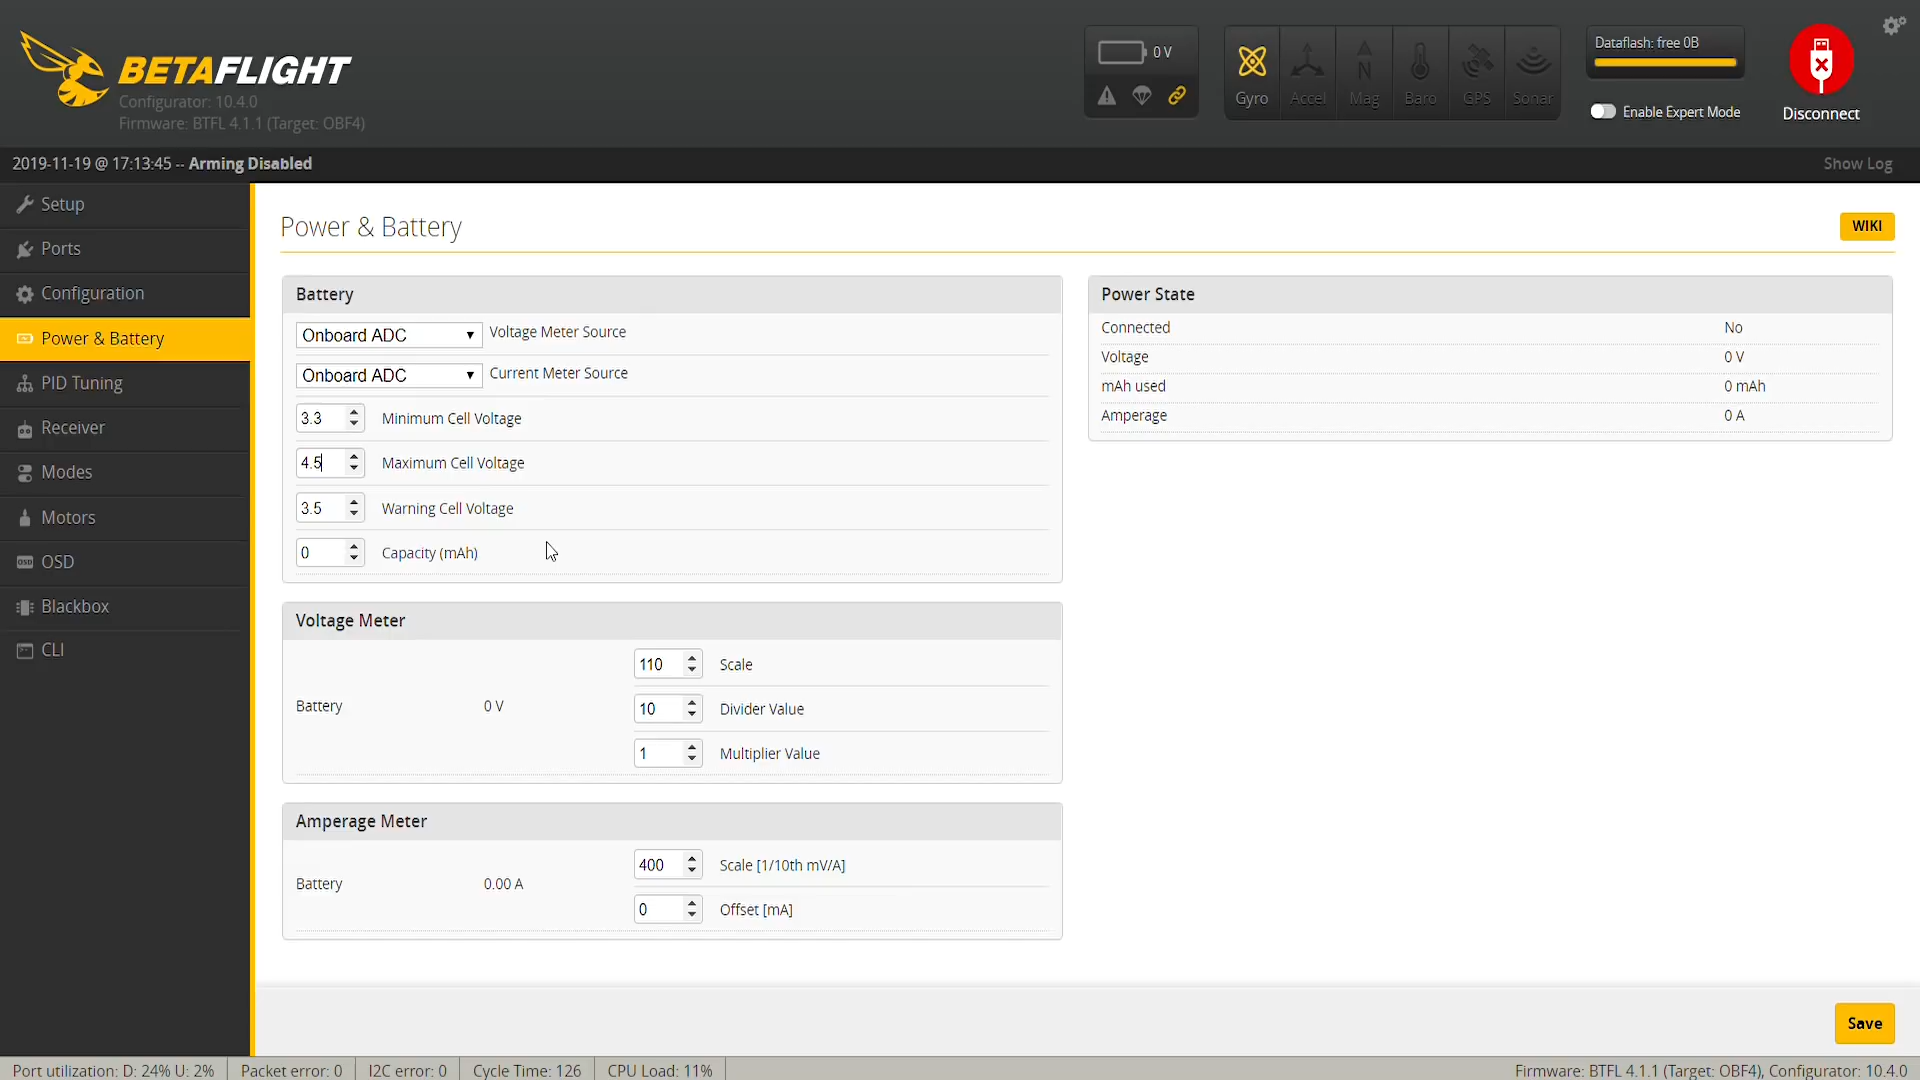 BETAFLIGHT
Configurator: 10.4.0
Firmware: BTFL 4.1.1 (Target: OBF4)
0 V
Gyro
Accel
Mag
Baro
GPS
Sonar
Dataflash: free 0B
Enable Expert Mode
Disconnect
2019-11-19 @ 17:13:45 -- Arming Disabled
Show Log
Setup
Ports
Configuration
Power & Battery
PID Tuning
Receiver
Modes
Motors
OSD
Blackbox
CLI
Power & Battery
WIKI
Battery
Onboard ADC Voltage Meter Source
Onboard ADC Current Meter Source
3.3 Minimum Cell Voltage
4.5 Maximum Cell Voltage
3.5 Warning Cell Voltage
0 Capacity (mAh)
Power State
Connected No
Voltage 0 V
mAh used 0 mAh
Amperage 0 A
Voltage Meter
Battery 0 V
110 Scale
10 Divider Value
1 Multiplier Value
Amperage Meter
Battery 0.00 A
400 Scale [1/10th mV/A]
0 Offset [mA]
Save
Port utilization: D: 24% U: 2%
Packet error: 0
I2C error: 0
Cycle Time: 126
CPU Load: 11%
Firmware: BTFL 4.1.1 (Target: OBF4), Configurator: 10.4.0